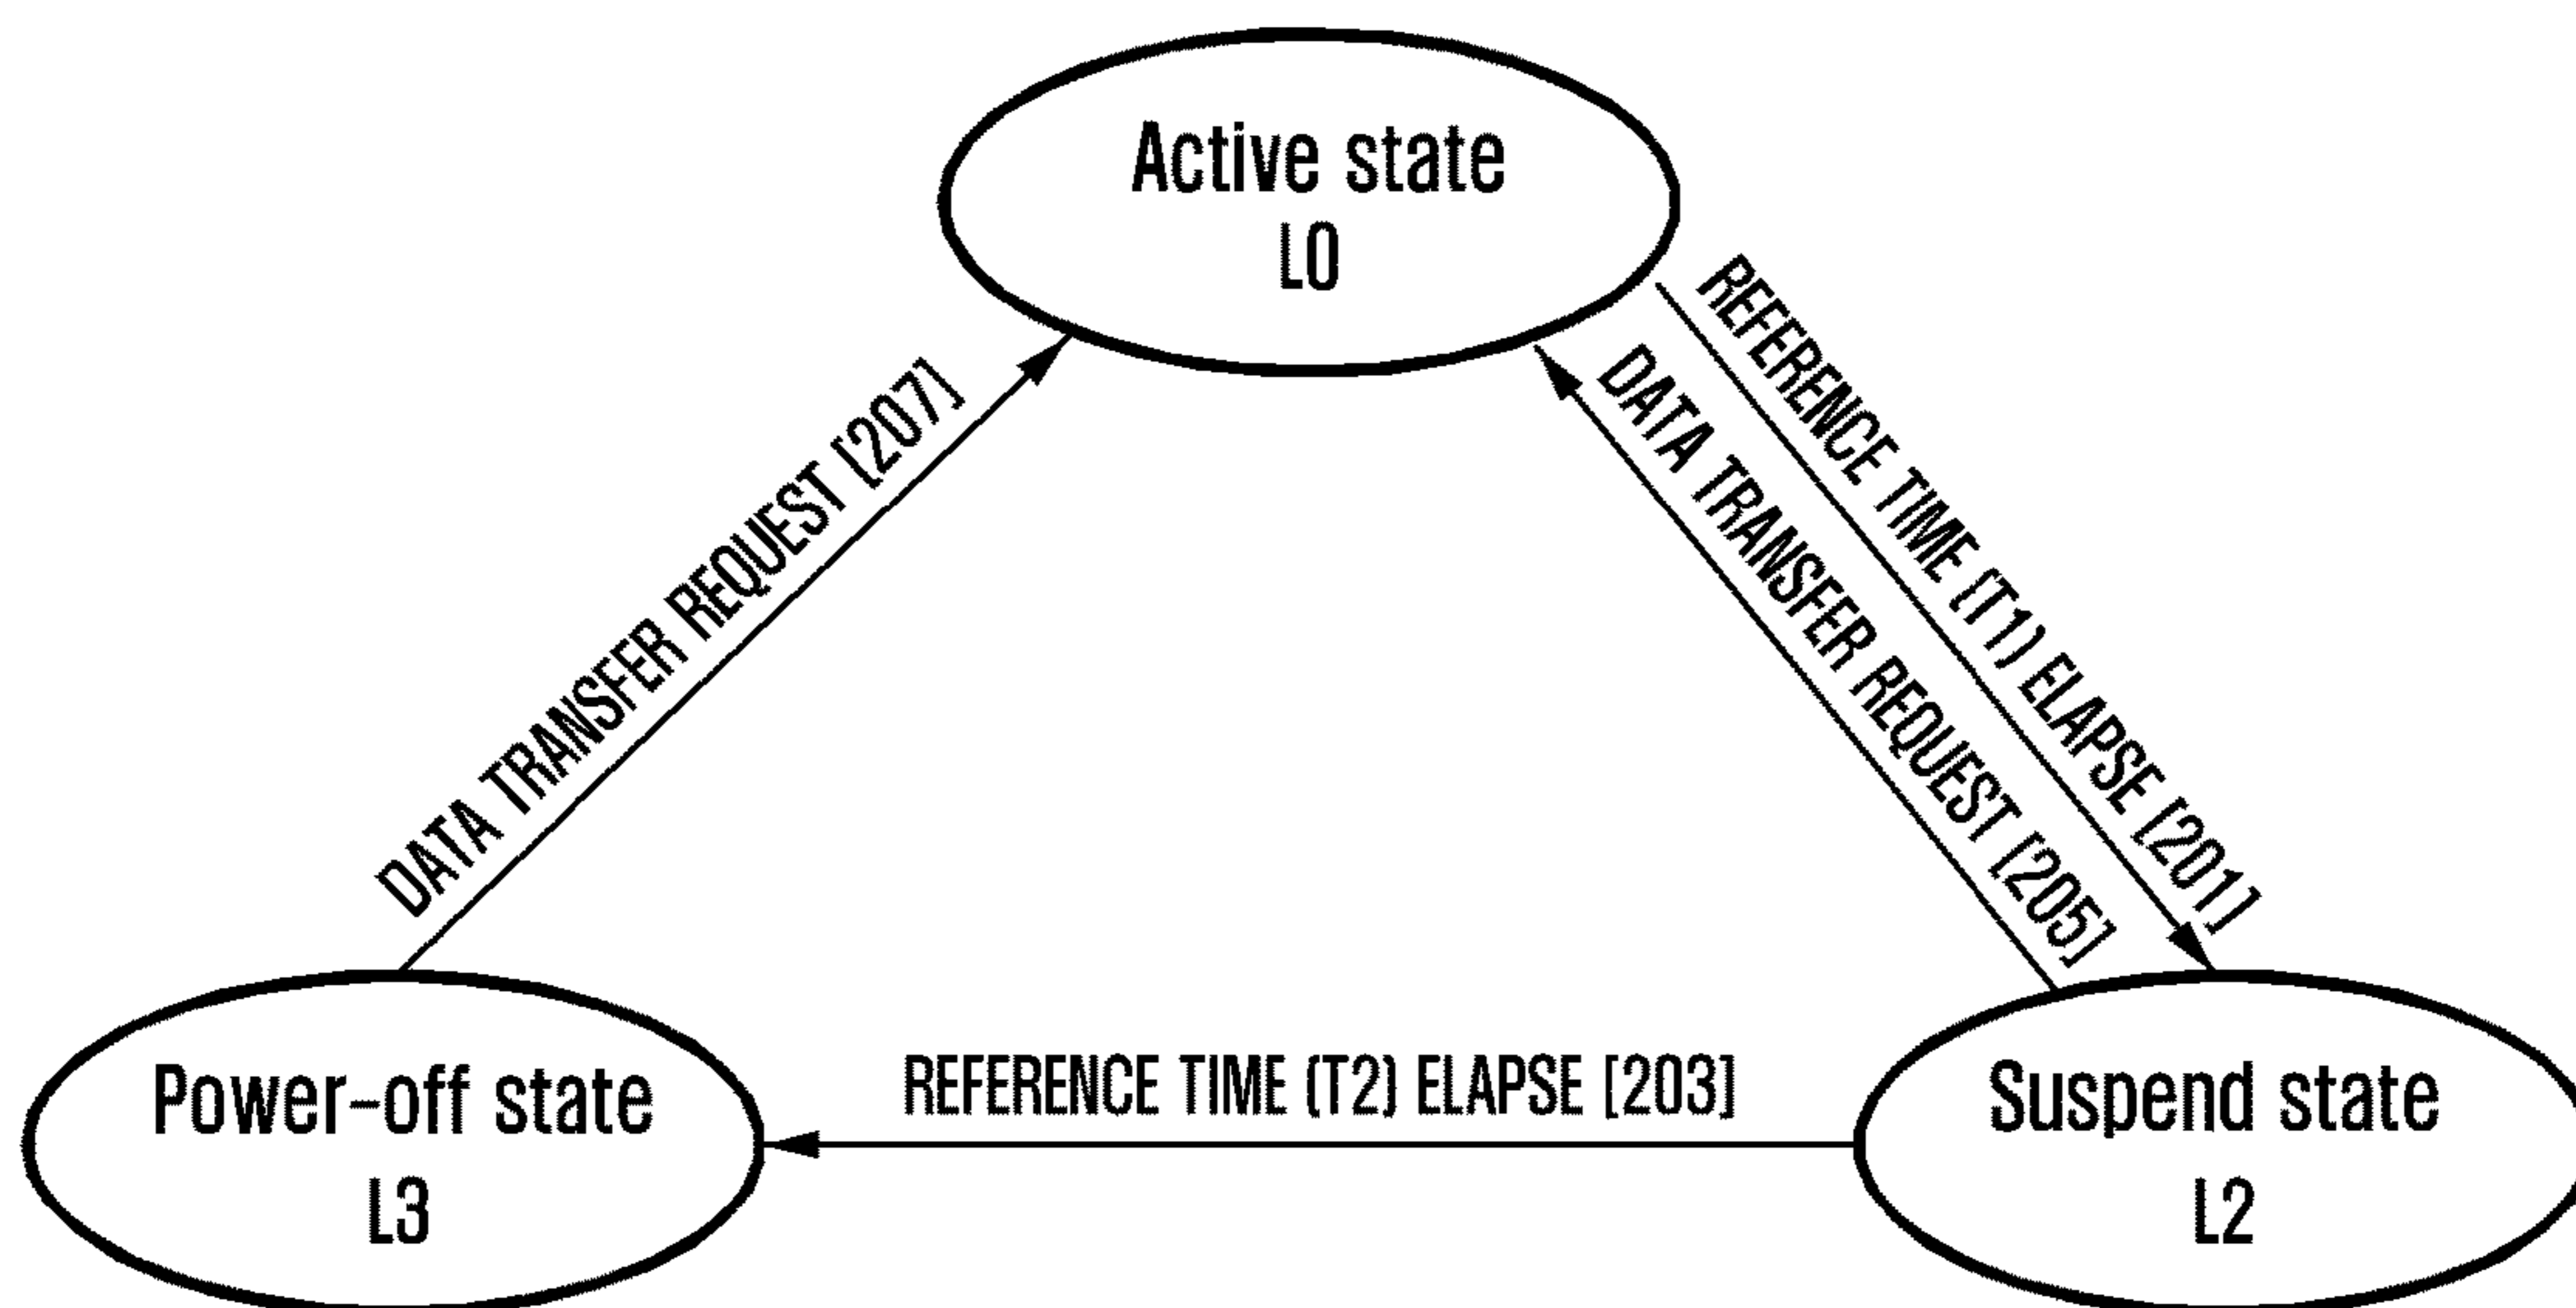 Active state
L0
REFERENCE TIME (T1) ELAPSE [201]
DATA TRANSFER REQUEST [205]
DATA TRANSFER REQUEST [207]
REFERENCE TIME (T2) ELAPSE [203]
Power-off state
L3
Suspend state
L2